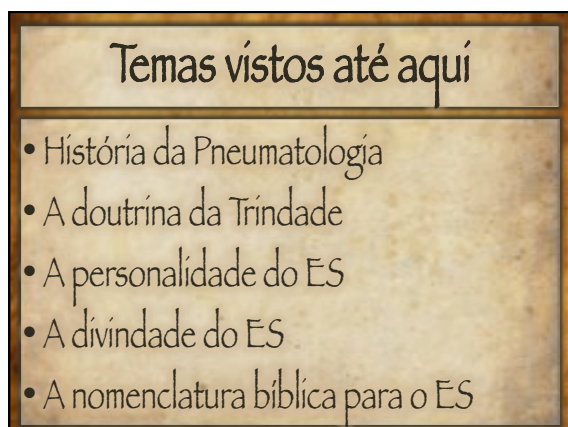 Temas vistos até aqui
• História da Pneumatologia
• A doutrina da Trindade
• A personalidade do ES
• A divindade do ES
• A nomenclatura bíblica para o ES